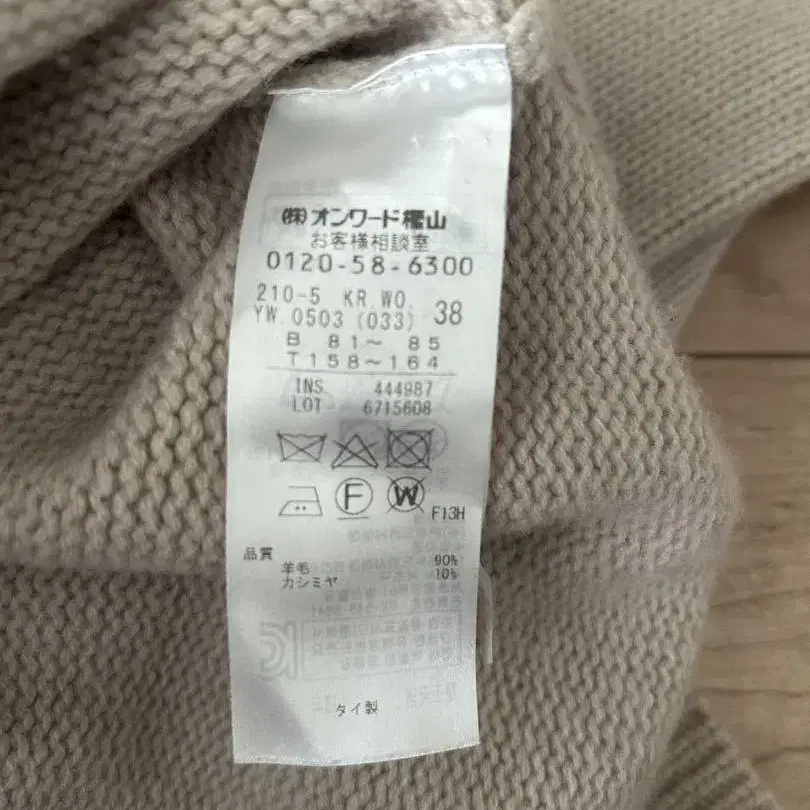 ㈱オンワード樫山
お客様相談室
0120-58-6300
210-5 KR.WO.
YW.0503 (033) 38
B 81～ 85
T 158～164
INS. 444987
LOT 6715608
F W
F13H
品質
羊毛 90%
カシミヤ 10%
タイ製